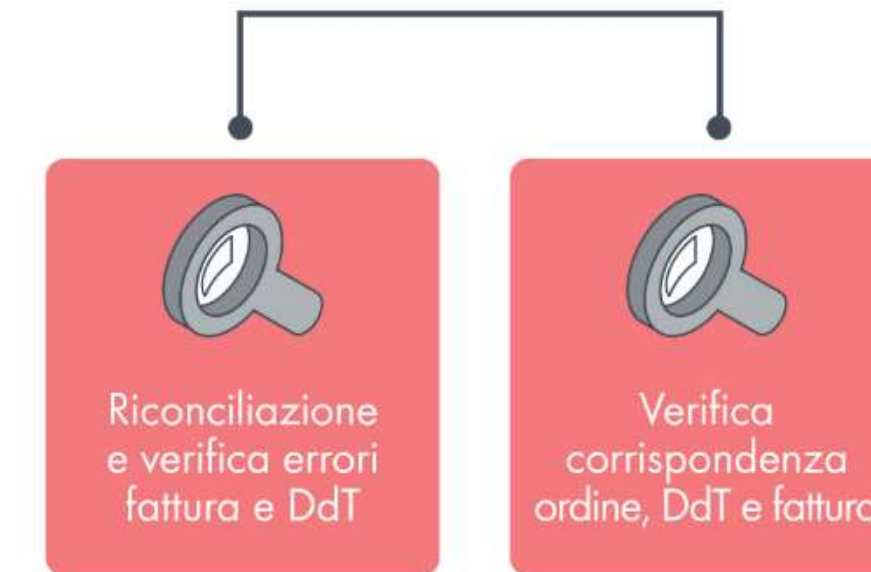 Riconciliazione
e verifica errori
fattura e DdT
Verifica
corrispondenza
ordine, DdT e fattura